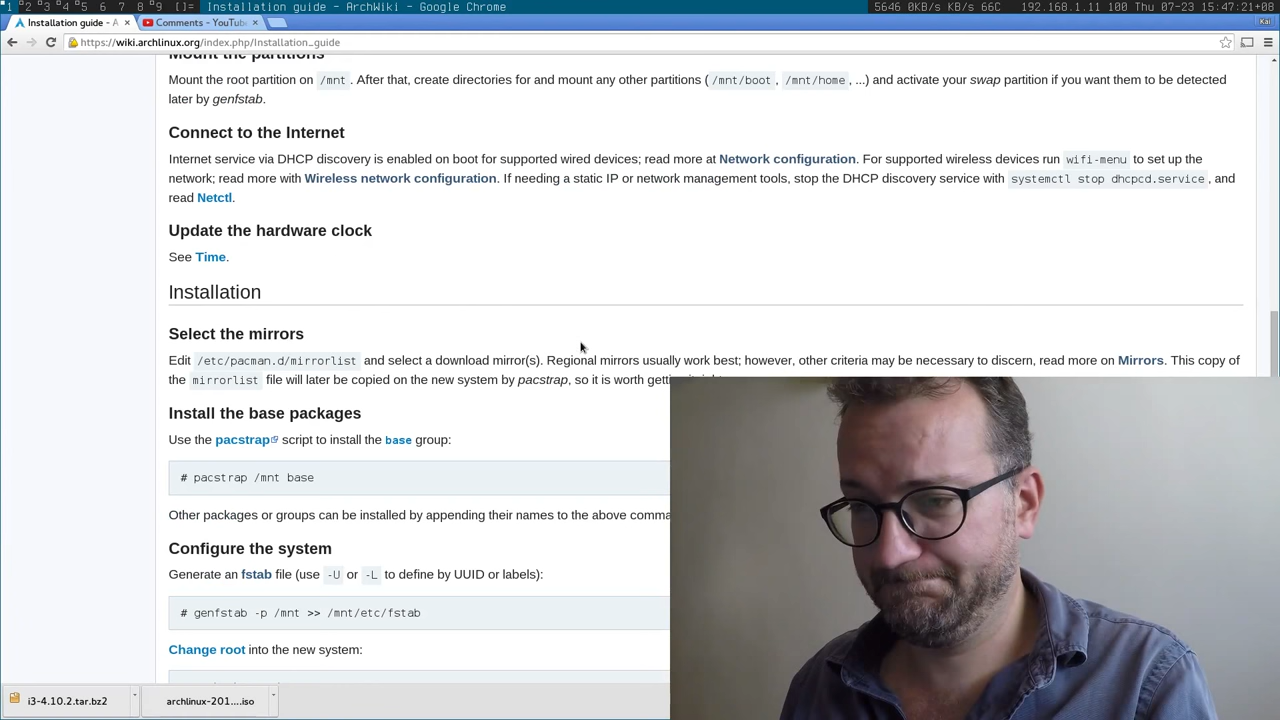 1 °2 °3 °4 °5 °6 °7 °8 °9 []= Installation guide - ArchWiki - Google Chrome 5646 0KB/s KB/s 66C 192.168.1.11 100 Thu 07-23 15:47:21+08
Installation guide - A × Comments - YouTube × Kai
https://wiki.archlinux.org/index.php/Installation_guide
Mount the partitions
Mount the root partition on /mnt. After that, create directories for and mount any other partitions (/mnt/boot, /mnt/home, ...) and activate your swap partition if you want them to be detected
later by genfstab.
Connect to the Internet
Internet service via DHCP discovery is enabled on boot for supported wired devices; read more at Network configuration. For supported wireless devices run wifi-menu to set up the
network; read more with Wireless network configuration. If needing a static IP or network management tools, stop the DHCP discovery service with systemctl stop dhcpcd.service, and
read Netctl.
Update the hardware clock
See Time.
Installation
Select the mirrors
Edit /etc/pacman.d/mirrorlist and select a download mirror(s). Regional mirrors usually work best; however, other criteria may be necessary to discern, read more on Mirrors. This copy of
the mirrorlist file will later be copied on the new system by pacstrap, so it is worth
Install the base packages
Use the pacstrap script to install the base group:
# pacstrap /mnt base
Other packages or groups can be installed by appending their names to the above comma
Configure the system
Generate an fstab file (use -U or -L to define by UUID or labels):
# genfstab -p /mnt >> /mnt/etc/fstab
Change root into the new system:
i3-4.10.2.tar.bz2 archlinux-201....iso